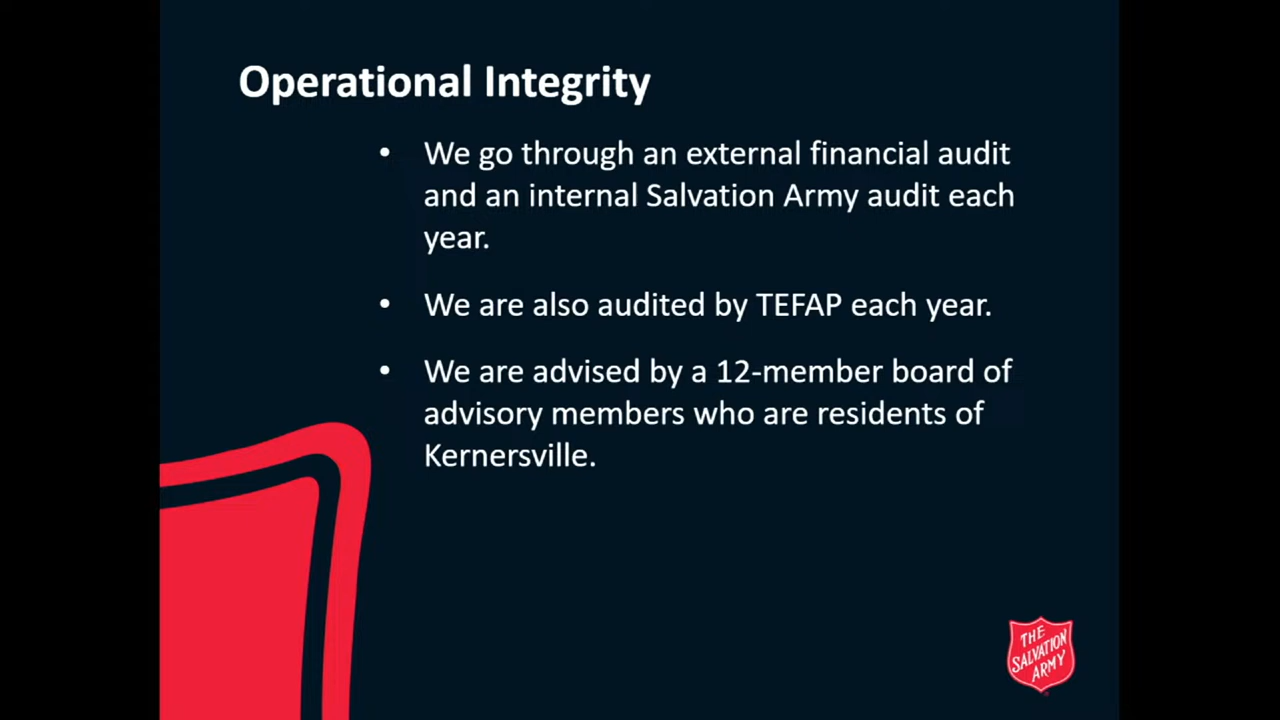 Operational Integrity
• We go through an external financial audit
and an internal Salvation Army audit each
year.
• We are also audited by TEFAP each year.
• We are advised by a 12-member board of
advisory members who are residents of
Kernersville.
THE
SALVATION
ARMY